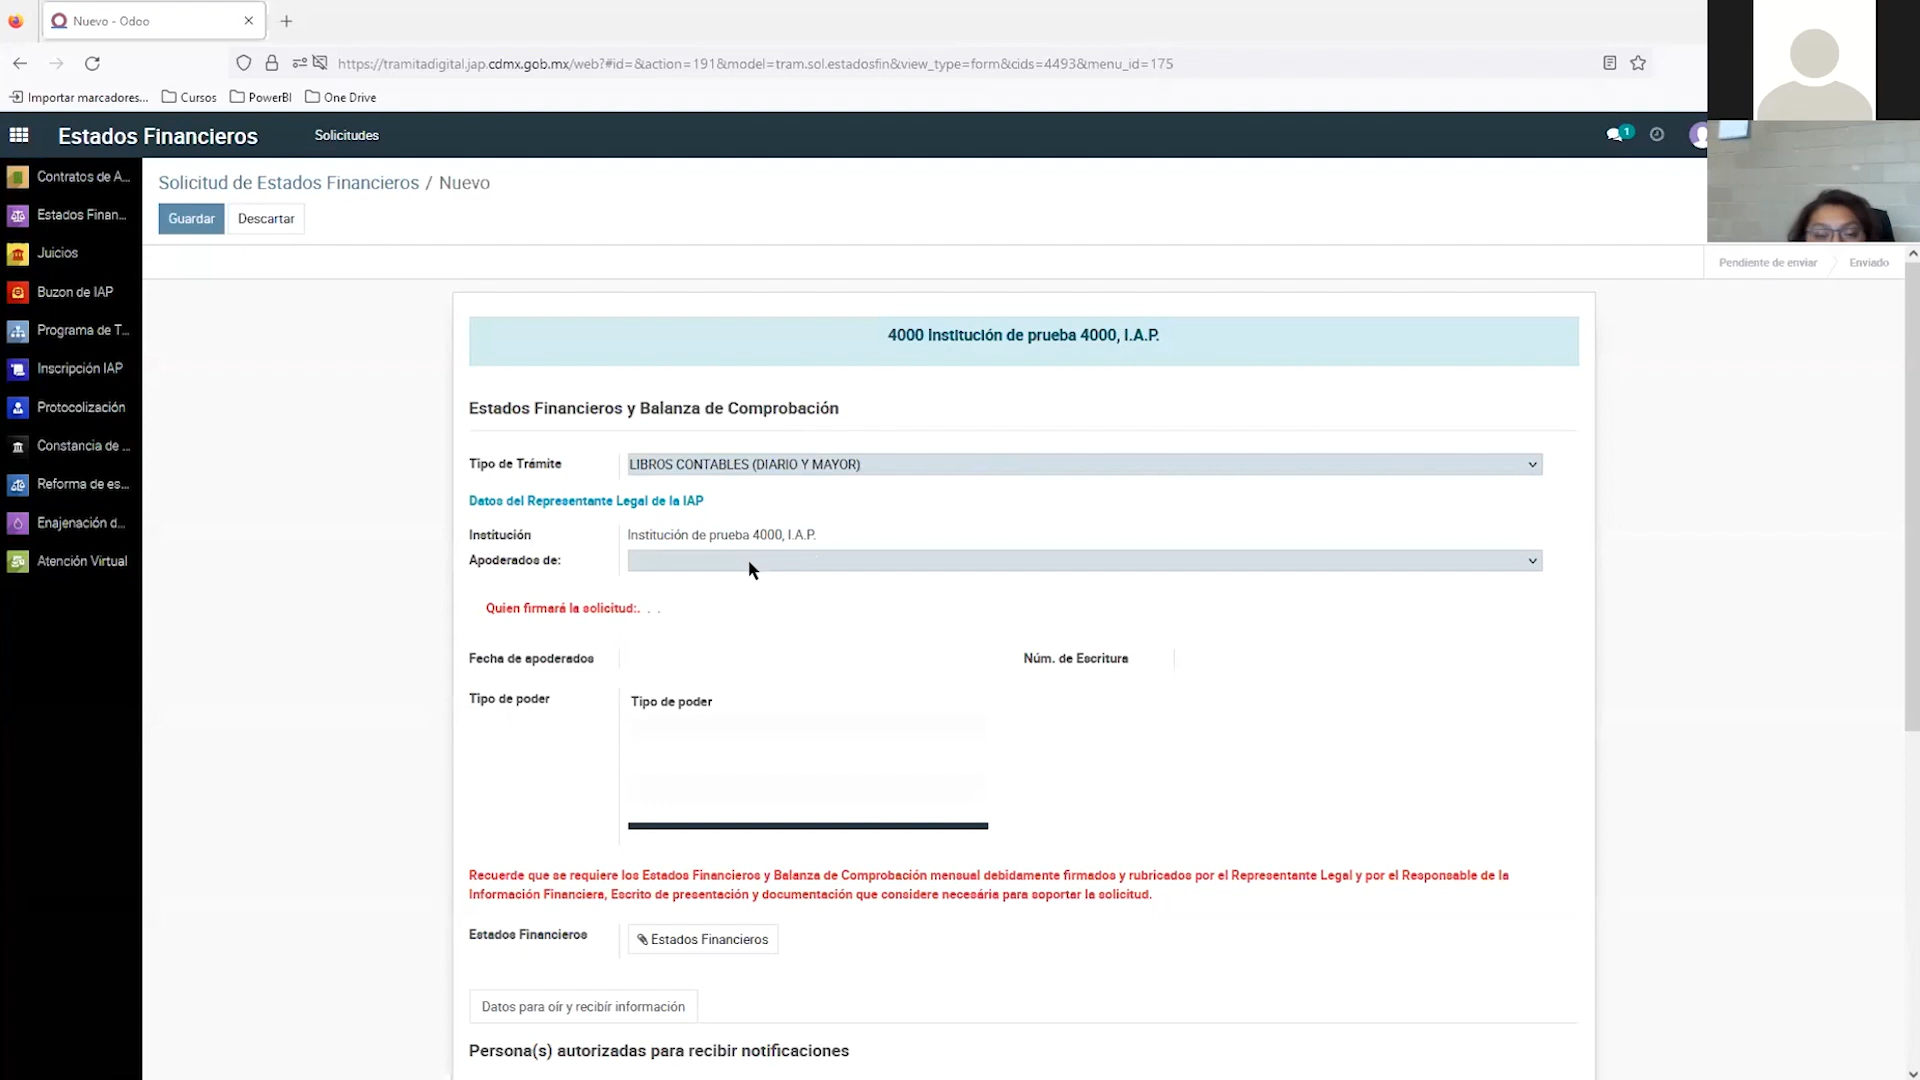 Nuevo - Odoo
https://tramitadigital.jap.cdmx.gob.mx/web?#id=&action=191&model=tram.sol.estadosfin&view_type=form&cids=4493&menu_id=175
Importar marcadores...
Cursos
PowerBI
One Drive
Estados Financieros
Solicitudes
1
Contratos de A...
Estados Finan...
Juicios
Buzon de IAP
Programa de T...
Inscripción IAP
Protocolización
Constancia de ...
Reforma de es...
Enajenación d...
Atención Virtual
Solicitud de Estados Financieros / Nuevo
Guardar
Descartar
Pendiente de enviar
Enviado
4000 Institución de prueba 4000, I.A.P.
Estados Financieros y Balanza de Comprobación
Tipo de Trámite
LIBROS CONTABLES (DIARIO Y MAYOR)
Datos del Representante Legal de la IAP
Institución
Institución de prueba 4000, I.A.P.
Apoderados de:
Quien firmará la solicitud:. . .
Fecha de apoderados
Núm. de Escritura
Tipo de poder
Tipo de poder
Recuerde que se requiere los Estados Financieros y Balanza de Comprobación mensual debidamente firmados y rubricados por el Representante Legal y por el Responsable de la
Información Financiera, Escrito de presentación y documentación que considere necesária para soportar la solicitud.
Estados Financieros
Estados Financieros
Datos para oír y recibír información
Persona(s) autorizadas para recibir notificaciones